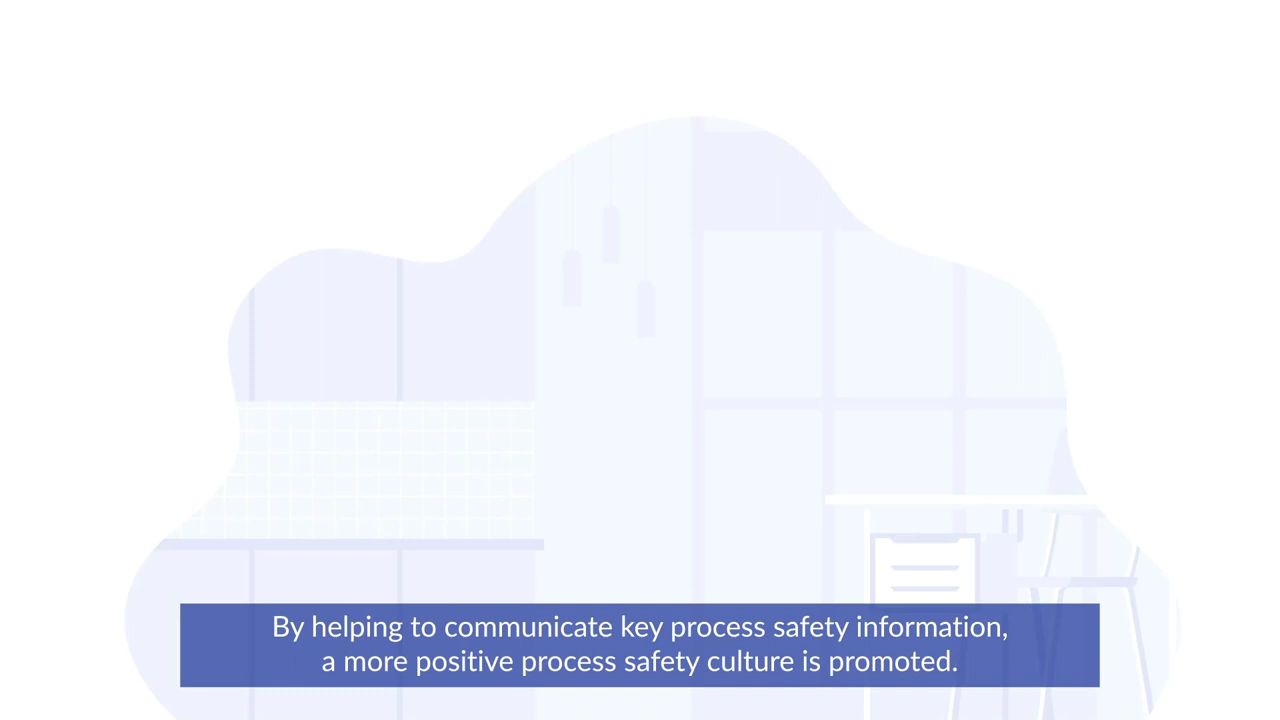 By helping to communicate key process safety information,
a more positive process safety culture is promoted.